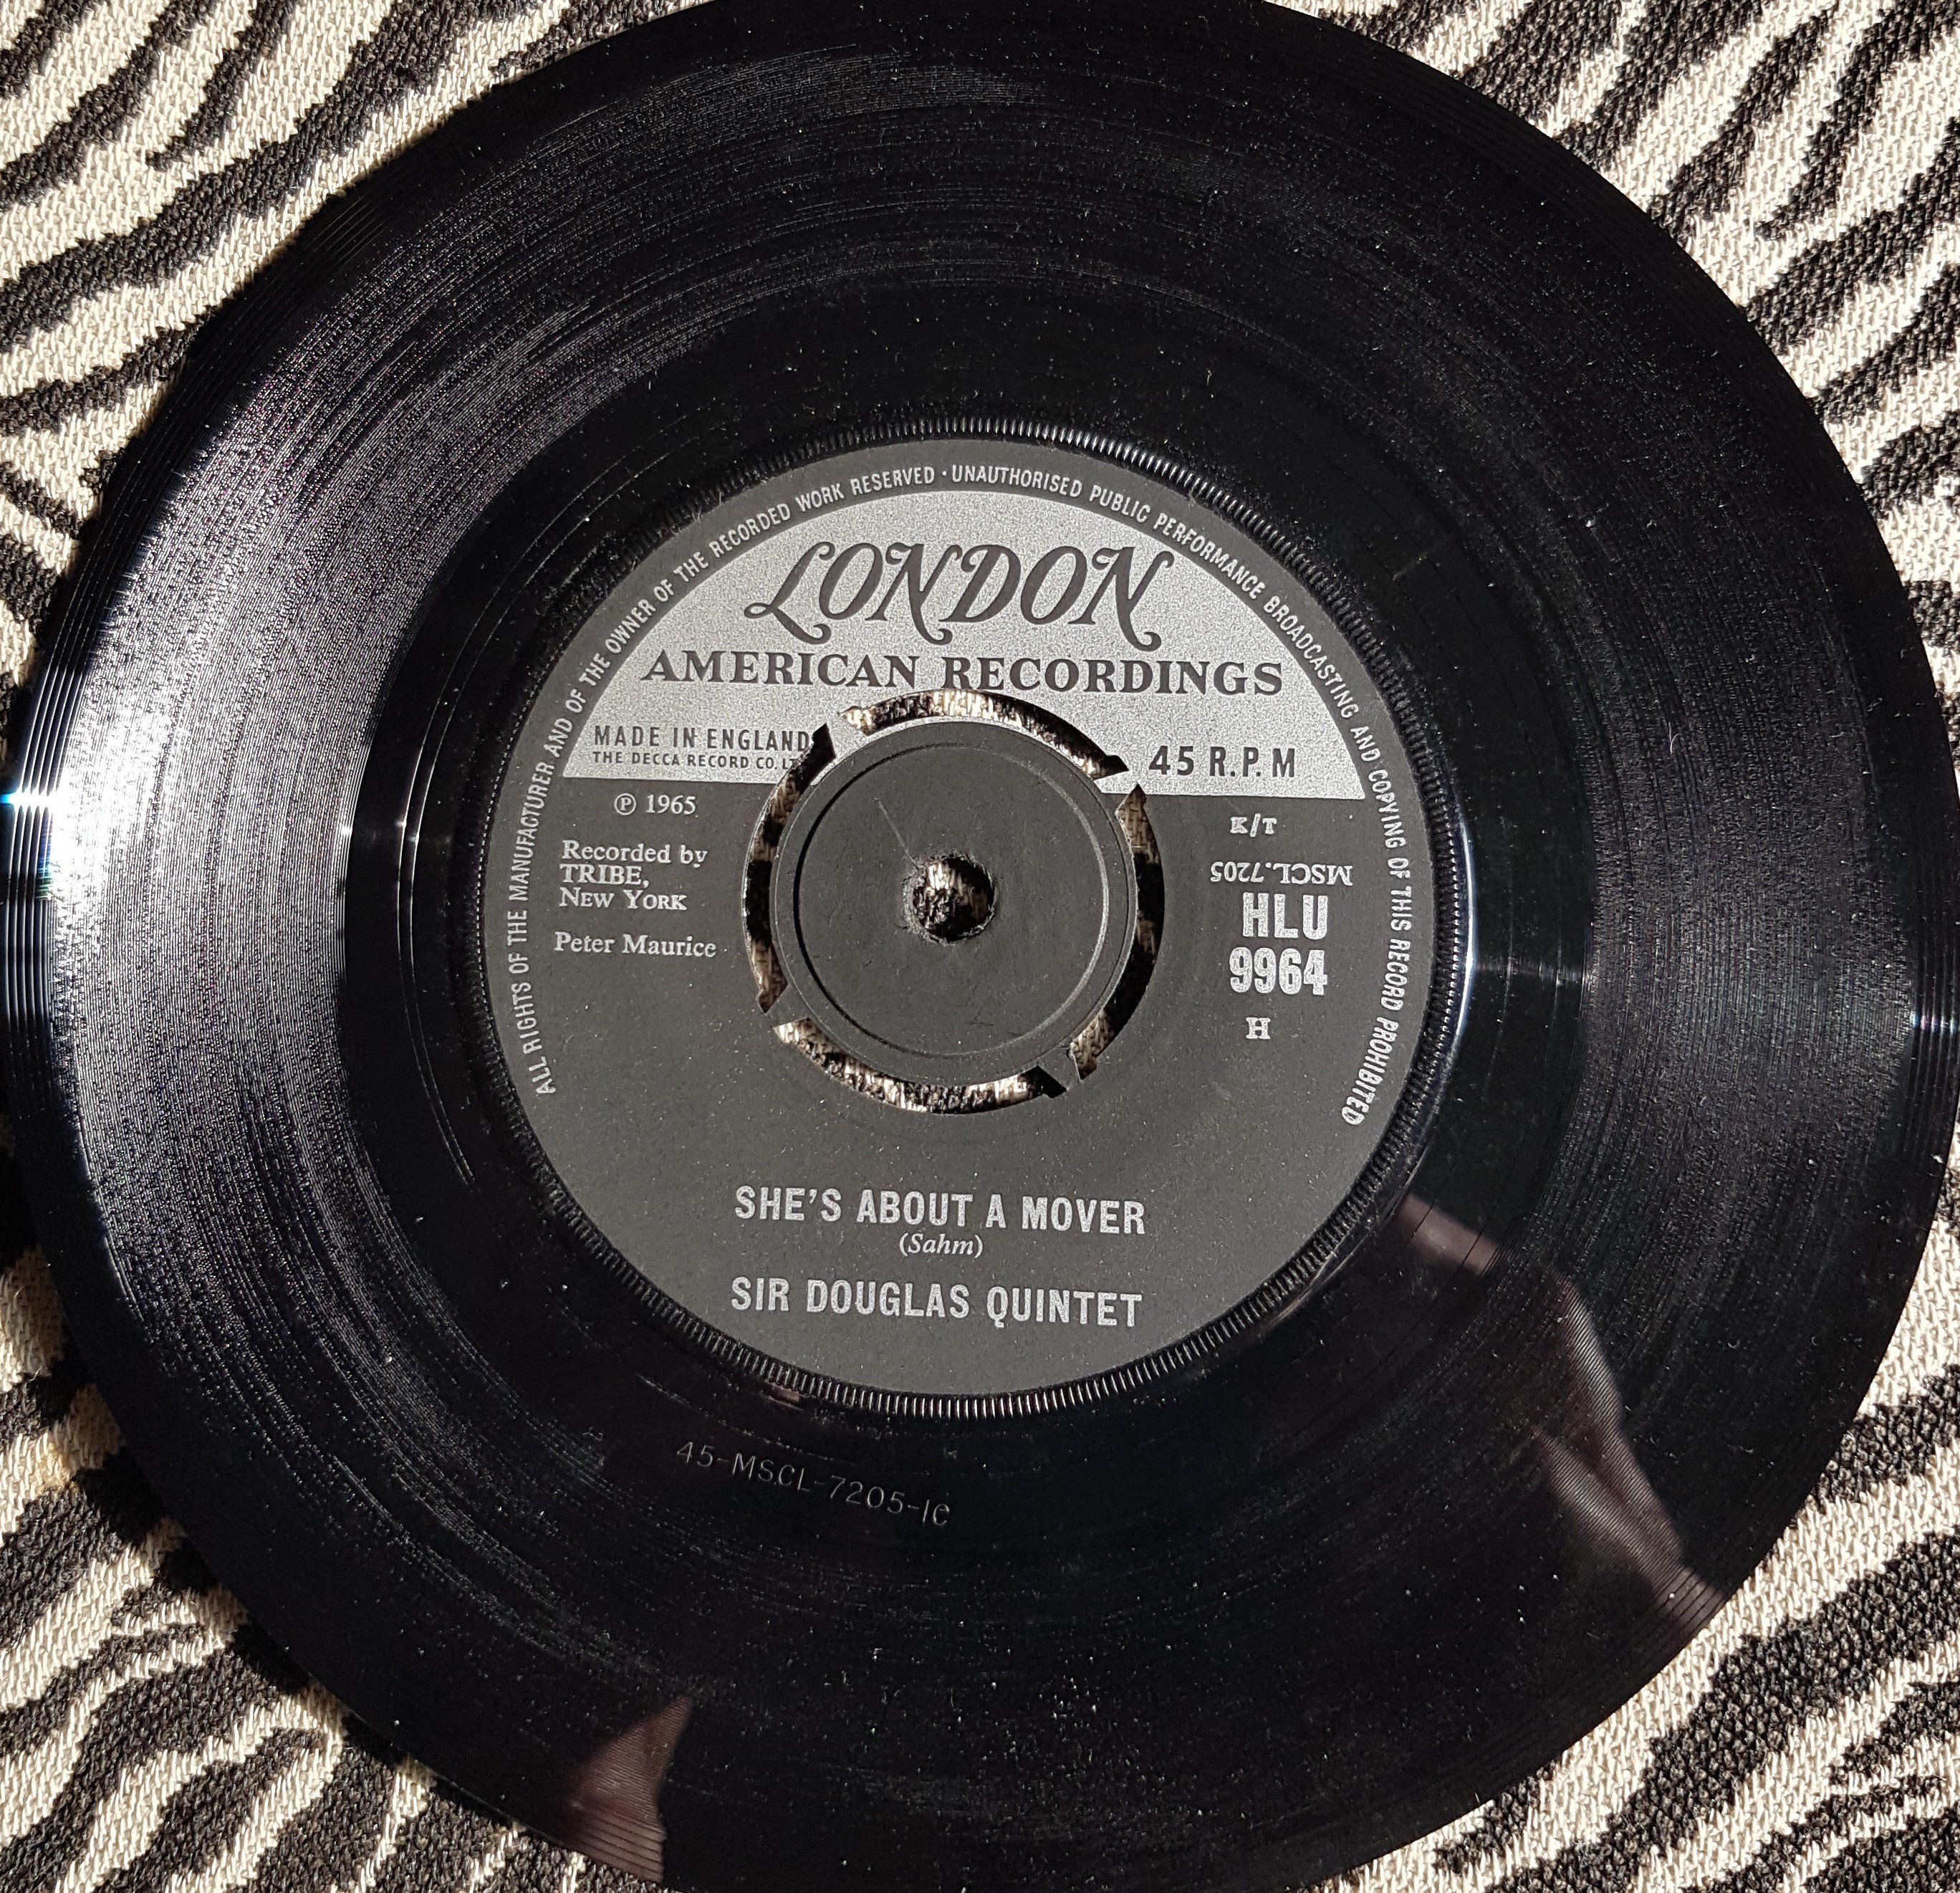 ALL RIGHTS OF THE MANUFACTURER AND OF THE OWNER OF THE RECORDED WORK RESERVED · UNAUTHORISED PUBLIC PERFORMANCE BROADCASTING AND COPYING OF THIS RECORD PROHIBITED
LONDON
AMERICAN RECORDINGS
MADE IN ENGLAND
THE DECCA RECORD CO. LT
45 R.P.M
℗ 1965
Recorded by
TRIBE,
NEW YORK
Peter Maurice
K/T
MSCL.7205
HLU
9964
H
SHE'S ABOUT A MOVER
(Sahm)
SIR DOUGLAS QUINTET
45-MSCL-7205-1C